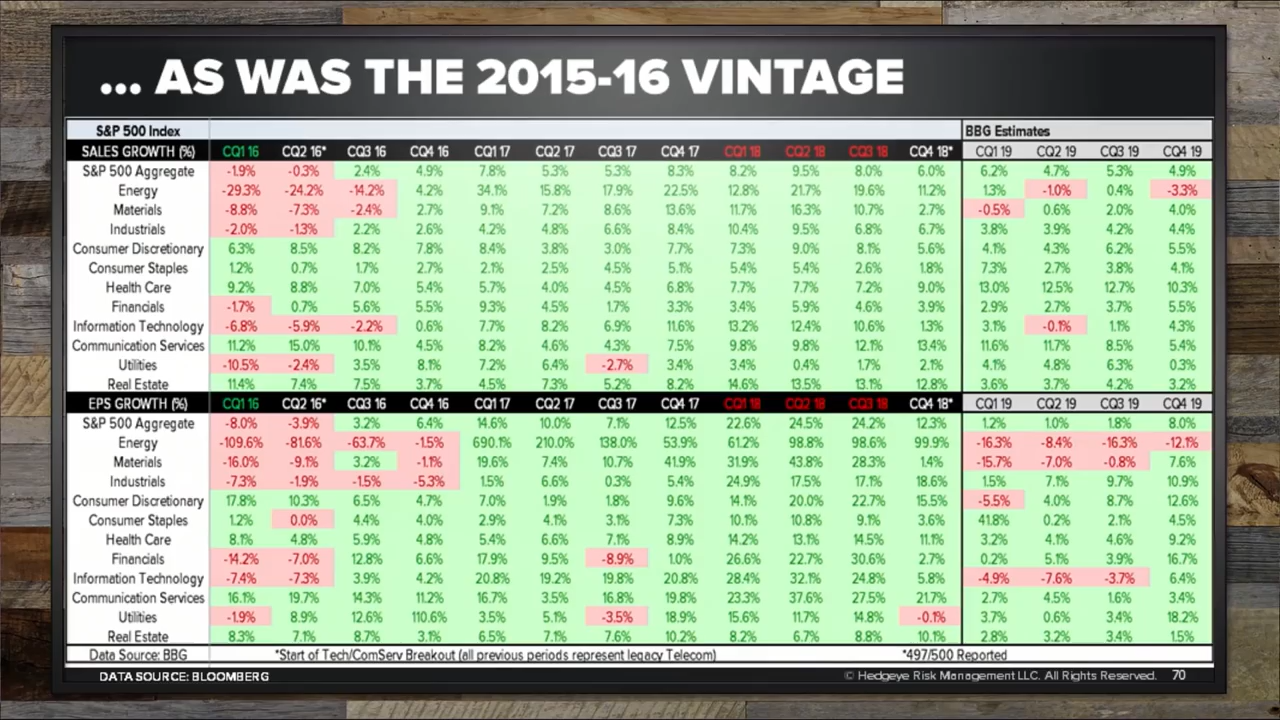 ... AS WAS THE 2015-16 VINTAGE
S&P 500 Index BBG Estimates
SALES GROWTH (%) CQ1 16 CQ2 16* CQ3 16 CQ4 16 CQ1 17 CQ2 17 CQ3 17 CQ4 17 CQ1 18 CQ2 18 CQ3 18 CQ4 18* CQ1 19 CQ2 19 CQ3 19 CQ4 19
S&P 500 Aggregate -1.9% -0.3% 2.4% 4.9% 7.8% 5.3% 5.3% 8.3% 8.2% 9.5% 8.0% 6.0% 6.2% 4.7% 5.3% 4.9%
Energy -29.3% -24.2% -14.2% 4.2% 34.1% 15.8% 17.9% 22.5% 12.8% 21.7% 19.6% 11.2% 1.3% -1.0% 0.4% -3.3%
Materials -8.8% -7.3% -2.4% 2.7% 9.1% 7.2% 8.6% 13.6% 11.7% 16.3% 10.7% 2.7% -0.5% 0.6% 2.0% 4.0%
Industrials -2.0% -1.3% 2.2% 2.6% 4.2% 4.8% 6.6% 8.4% 10.4% 9.5% 6.8% 6.7% 3.8% 3.9% 4.2% 4.4%
Consumer Discretionary 6.3% 8.5% 8.2% 7.8% 8.4% 3.8% 3.0% 7.7% 7.3% 9.0% 8.1% 5.6% 4.1% 4.3% 6.2% 5.5%
Consumer Staples 1.2% 0.7% 1.7% 2.7% 2.1% 2.5% 4.5% 5.1% 5.4% 5.4% 2.6% 1.8% 7.3% 2.7% 3.8% 4.1%
Health Care 9.2% 8.8% 7.0% 5.4% 5.7% 4.0% 4.5% 6.8% 7.7% 7.7% 7.2% 9.0% 13.0% 12.5% 12.7% 10.3%
Financials -1.7% 0.7% 5.6% 5.5% 9.3% 4.5% 1.7% 3.3% 3.4% 5.9% 4.6% 3.9% 2.9% 2.7% 3.7% 5.5%
Information Technology -6.8% -5.9% -2.2% 0.6% 7.7% 8.2% 6.9% 11.6% 13.2% 12.4% 10.6% 1.3% 3.1% -0.1% 1.1% 4.3%
Communication Services 11.2% 15.0% 10.1% 4.5% 8.2% 4.6% 4.3% 7.5% 9.8% 9.8% 12.1% 13.4% 11.6% 11.7% 8.5% 5.4%
Utilities -10.5% -2.4% 3.5% 8.1% 7.2% 6.4% -2.7% 3.4% 3.4% 0.4% 1.7% 2.1% 4.1% 4.8% 6.3% 0.3%
Real Estate 11.4% 7.4% 7.5% 3.7% 4.5% 7.3% 5.2% 8.2% 14.6% 13.5% 13.1% 12.8% 3.6% 3.7% 4.2% 3.2%
EPS GROWTH (%) CQ1 16 CQ2 16* CQ3 16 CQ4 16 CQ1 17 CQ2 17 CQ3 17 CQ4 17 CQ1 18 CQ2 18 CQ3 18 CQ4 18* CQ1 19 CQ2 19 CQ3 19 CQ4 19
S&P 500 Aggregate -8.0% -3.9% 3.2% 6.4% 14.6% 10.0% 7.1% 12.5% 22.6% 24.5% 24.2% 12.3% 1.2% 1.0% 1.8% 8.0%
Energy -109.6% -81.6% -63.7% -1.5% 690.1% 210.0% 138.0% 53.9% 61.2% 98.8% 98.6% 99.9% -16.3% -8.4% -16.3% -12.1%
Materials -16.0% -9.1% 3.2% -1.1% 19.6% 7.4% 10.7% 41.9% 31.9% 43.8% 28.3% 1.4% -15.7% -7.0% -0.8% 7.6%
Industrials -7.3% -1.9% -1.5% -5.3% 1.5% 6.6% 0.3% 5.4% 24.9% 17.5% 17.1% 18.6% 1.5% 7.1% 9.7% 10.9%
Consumer Discretionary 17.8% 10.3% 6.5% 4.7% 7.0% 1.9% 1.8% 9.6% 14.1% 20.0% 22.7% 15.5% -5.5% 4.0% 8.7% 12.6%
Consumer Staples 1.2% 0.0% 4.4% 4.0% 2.9% 4.1% 3.1% 7.3% 10.1% 10.8% 9.1% 3.6% 41.8% 0.2% 2.1% 4.5%
Health Care 8.1% 4.8% 5.9% 4.8% 5.4% 6.6% 7.1% 8.9% 14.2% 13.1% 14.5% 11.1% 3.2% 4.1% 4.6% 9.2%
Financials -14.2% -7.0% 12.8% 6.6% 17.9% 9.5% -8.9% 1.0% 26.6% 22.7% 30.6% 2.7% 0.2% 5.1% 3.9% 16.7%
Information Technology -7.4% -7.3% 3.9% 4.2% 20.8% 19.2% 19.8% 20.8% 28.4% 32.1% 24.8% 5.8% -4.9% -7.6% -3.7% 6.4%
Communication Services 16.1% 19.7% 14.3% 11.2% 16.7% 3.5% 16.8% 19.8% 23.3% 37.6% 27.5% 21.7% 2.7% 4.5% 1.6% 3.4%
Utilities -1.9% 8.9% 12.6% 110.6% 3.5% 5.1% -3.5% 18.9% 15.6% 11.7% 14.8% -0.1% 3.7% 0.6% 3.4% 18.2%
Real Estate 8.3% 7.1% 8.7% 3.1% 6.5% 7.1% 7.6% 10.2% 8.2% 6.7% 8.8% 10.1% 2.8% 3.2% 3.4% 1.5%
Data Source: BBG *Start of Tech/ComServ Breakout (all previous periods represent legacy Telecom) *497/500 Reported
DATA SOURCE: BLOOMBERG © Hedgeye Risk Management LLC. All Rights Reserved. 70